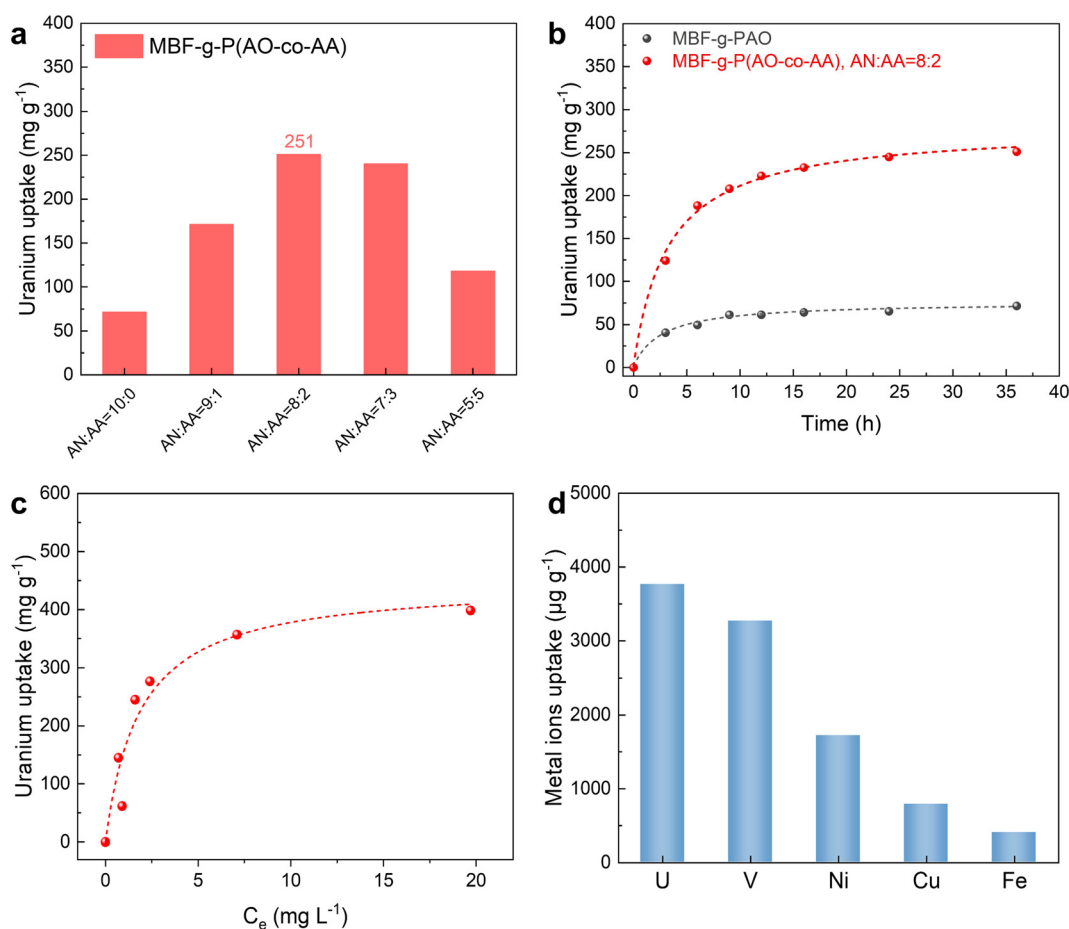 a
MBF-g-P(AO-co-AA)
251
400
350
300
250
200
150
100
50
0
Uranium uptake (mg g⁻¹)
AN:AA=10:0
AN:AA=9:1
AN:AA=8:2
AN:AA=7:3
AN:AA=5:5
b
MBF-g-PAO
MBF-g-P(AO-co-AA), AN:AA=8:2
400
350
300
250
200
150
100
50
0
Uranium uptake (mg g⁻¹)
0 5 10 15 20 25 30 35 40
Time (h)
c
600
500
400
300
200
100
0
Uranium uptake (mg g⁻¹)
0 5 10 15 20
Cₑ (mg L⁻¹)
d
5000
4000
3000
2000
1000
0
Metal ions uptake (µg g⁻¹)
U V Ni Cu Fe